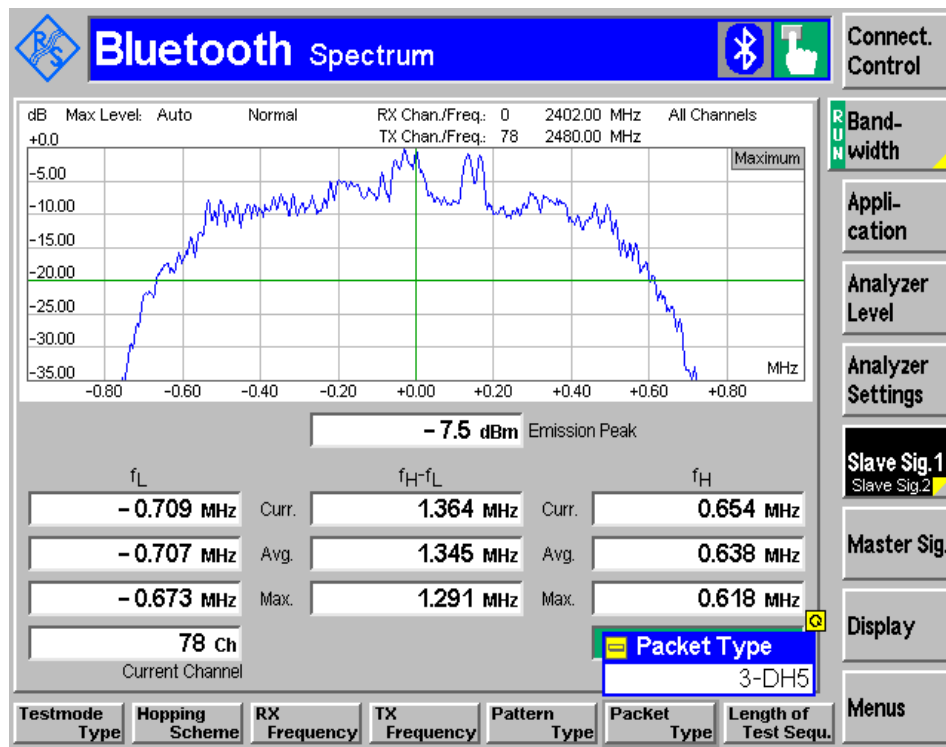 R&S
Bluetooth Spectrum
Connect.
Control
dB Max Level: Auto Normal RX Chan./Freq.: 0 2402.00 MHz All Channels
+0.0 TX Chan./Freq.: 78 2480.00 MHz
Maximum
-5.00
-10.00
-15.00
-20.00
-25.00
-30.00
-35.00 MHz
-0.80 -0.60 -0.40 -0.20 +0.00 +0.20 +0.40 +0.60 +0.80
RUN
Band-
width
Appli-
cation
Analyzer
Level
Analyzer
Settings
Slave Sig.1
Slave Sig.2
Master Sig.
Display
Menus
-7.5 dBm Emission Peak
fL fH-fL fH
-0.709 MHz Curr. 1.364 MHz Curr. 0.654 MHz
-0.707 MHz Avg. 1.345 MHz Avg. 0.638 MHz
-0.673 MHz Max. 1.291 MHz Max. 0.618 MHz
78 Ch
Current Channel
Packet Type
3-DH5
Testmode
Type
Hopping
Scheme
RX
Frequency
TX
Frequency
Pattern
Type
Packet
Type
Length of
Test Sequ.